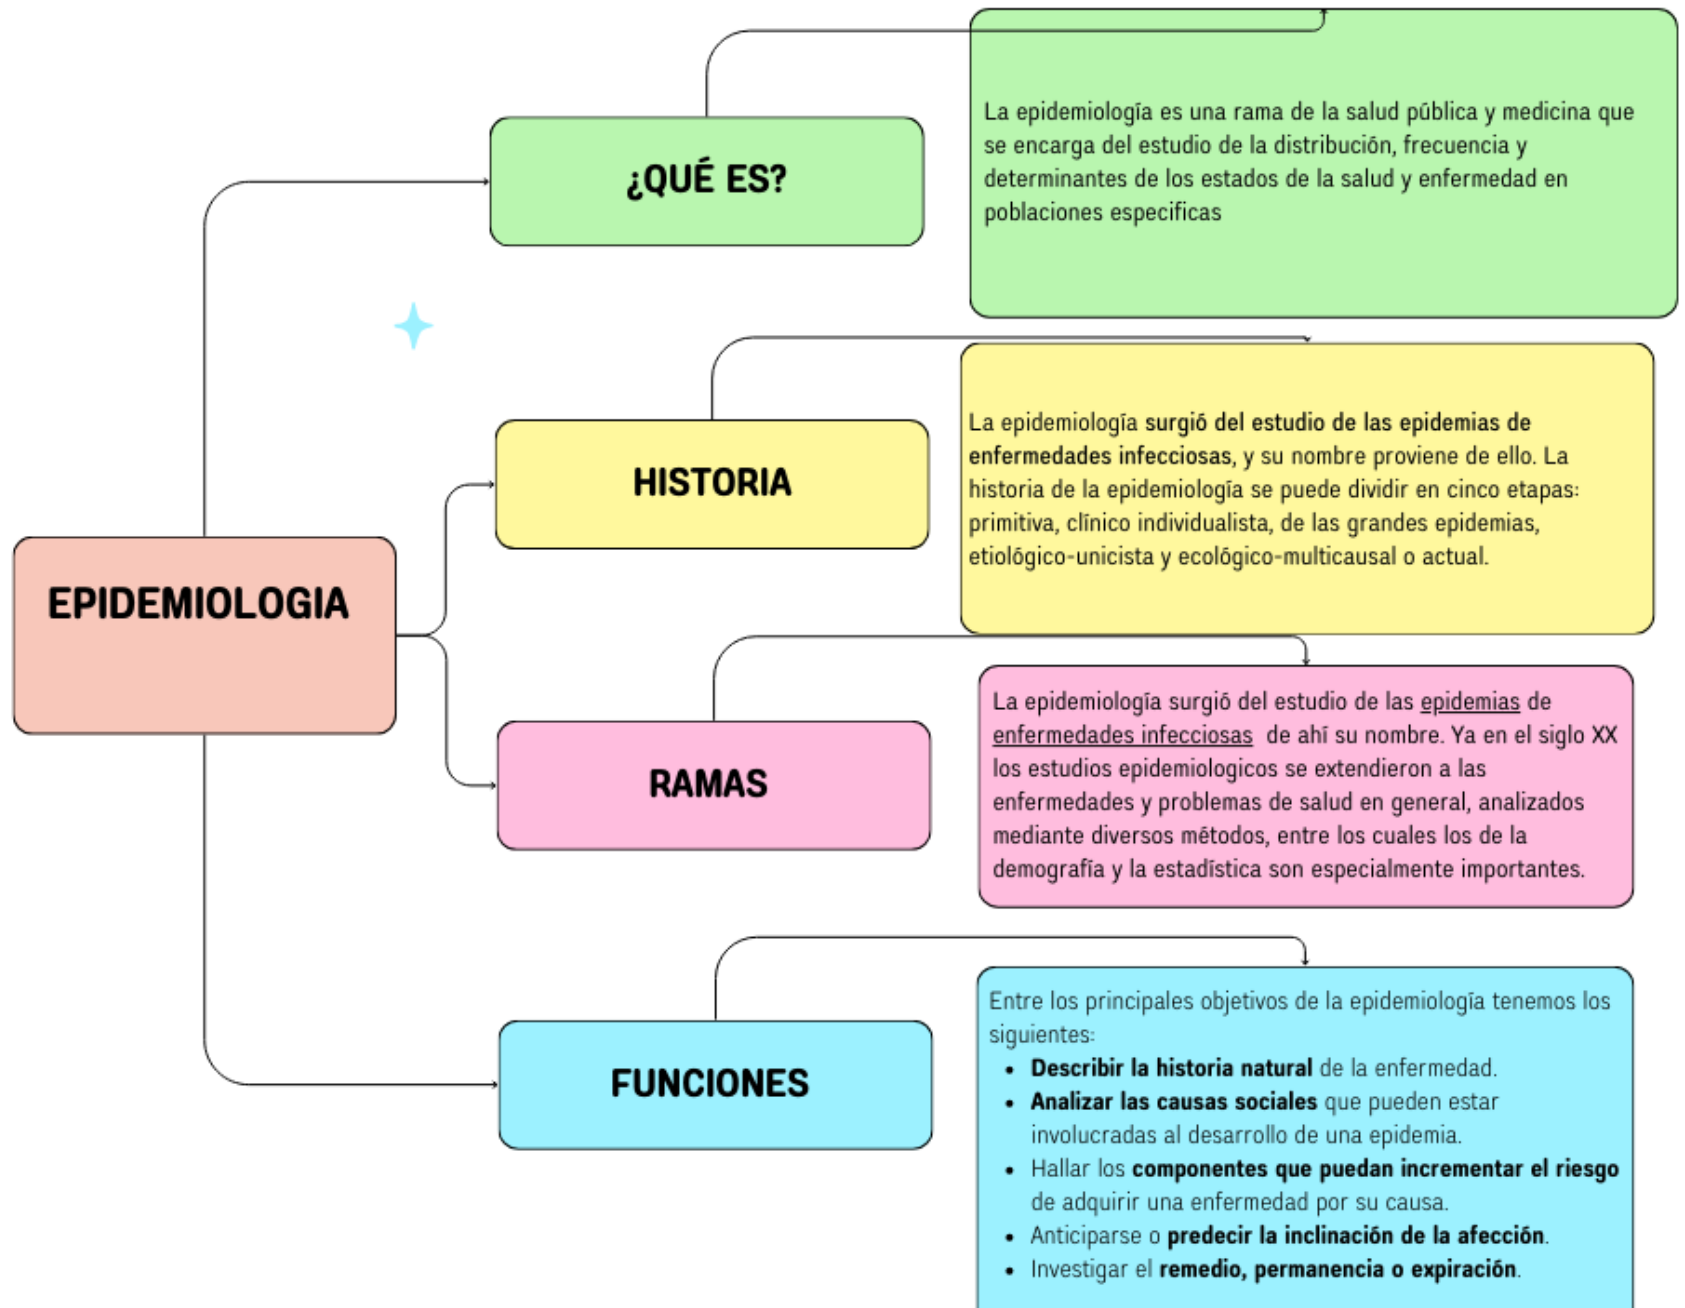 ¿QUÉ ES?
La epidemiología es una rama de la salud pública y medicina que
se encarga del estudio de la distribución, frecuencia y
determinantes de los estados de la salud y enfermedad en
poblaciones especificas
HISTORIA
La epidemiología surgió del estudio de las epidemias de
enfermedades infecciosas, y su nombre proviene de ello. La
historia de la epidemiología se puede dividir en cinco etapas:
primitiva, clínico individualista, de las grandes epidemias,
etiológico-unicista y ecológico-multicausal o actual.
EPIDEMIOLOGIA
RAMAS
La epidemiología surgió del estudio de las epidemias de
enfermedades infecciosas de ahí su nombre. Ya en el siglo XX
los estudios epidemiologicos se extendieron a las
enfermedades y problemas de salud en general, analizados
mediante diversos métodos, entre los cuales los de la
demografía y la estadística son especialmente importantes.
FUNCIONES
Entre los principales objetivos de la epidemiología tenemos los
siguientes:
• Describir la historia natural de la enfermedad.
• Analizar las causas sociales que pueden estar
involucradas al desarrollo de una epidemia.
• Hallar los componentes que puedan incrementar el riesgo
de adquirir una enfermedad por su causa.
• Anticiparse o predecir la inclinación de la afección.
• Investigar el remedio, permanencia o expiración.